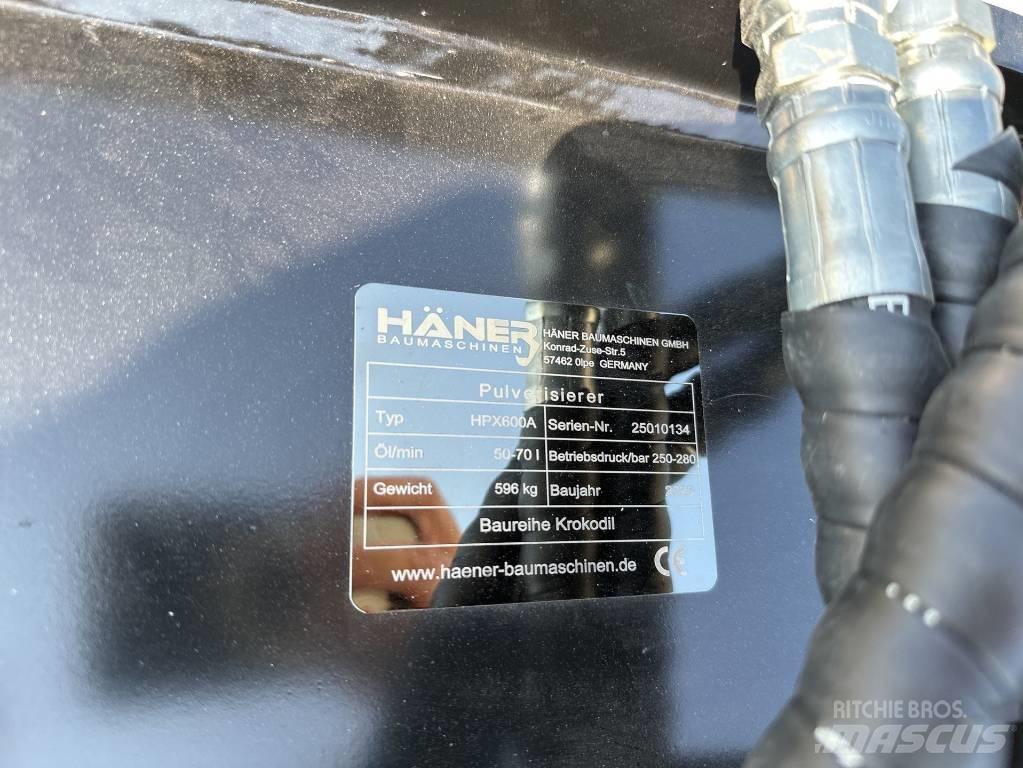 HÄNER
BAUMASCHINEN
HÄNER BAUMASCHINEN GMBH
Konrad-Zuse-Str.5
57462 Olpe GERMANY
Pulverisierer
Typ HPX600A Serien-Nr. 25010134
Öl/min 50-70 l Betriebsdruck/bar 250-280
Gewicht 596 kg Baujahr
Baureihe Krokodil
www.haener-baumaschinen.de CE
RITCHIE BROS.
MASCUS